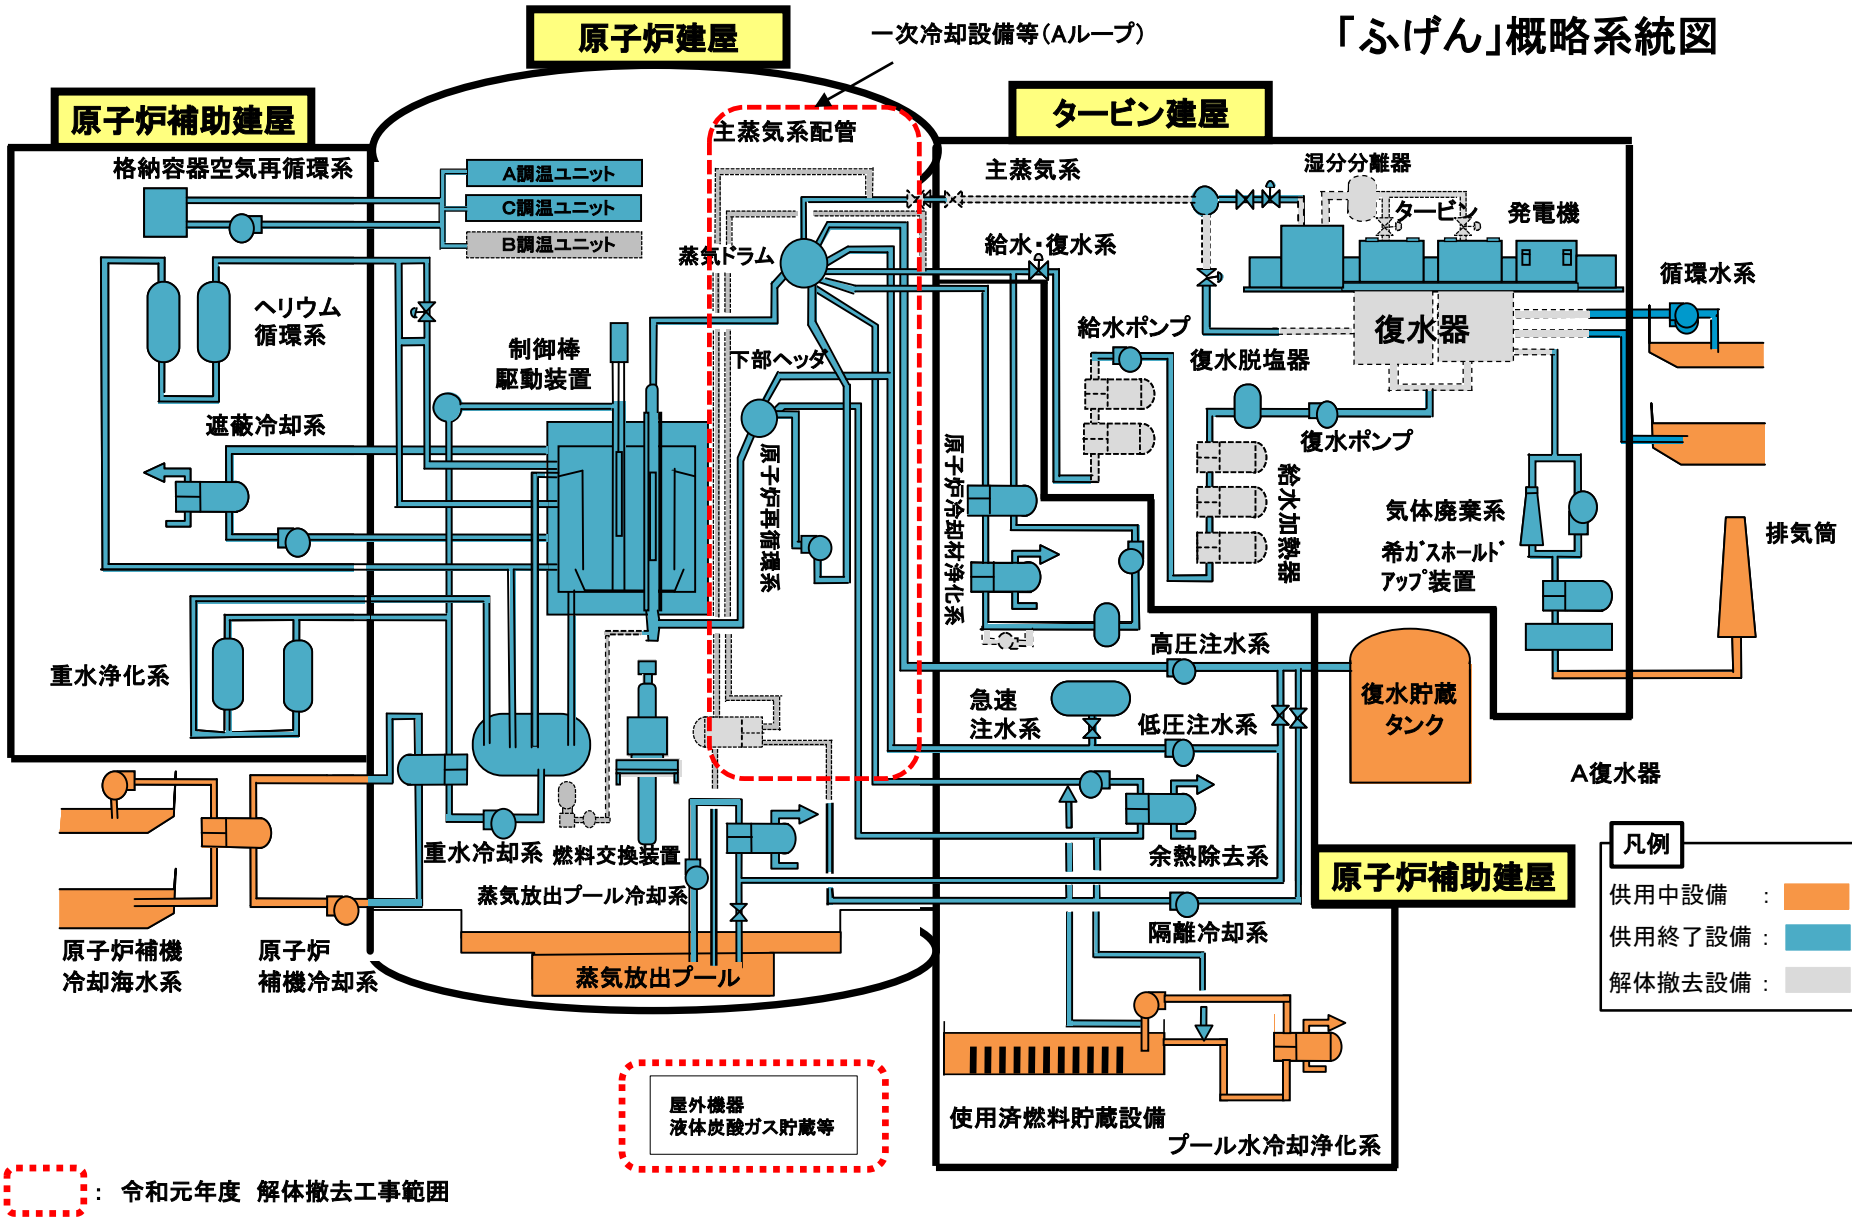 「ふげん」概略系統図
原子炉建屋
一次冷却設備等(Aループ)
原子炉補助建屋
タービン建屋
主蒸気系配管
格納容器空気再循環系
A調温ユニット
C調温ユニット
B調温ユニット
主蒸気系
湿分分離器
タービン
発電機
蒸気ドラム
給水・復水系
循環水系
ヘリウム
循環系
制御棒
駆動装置
下部ヘッダ
給水ポンプ
復水脱塩器
復水器
遮蔽冷却系
原子炉再循環系
原子炉冷却材浄化系
復水ポンプ
給水加熱器
気体廃棄系
希ガスホールド
アップ装置
排気筒
重水浄化系
高圧注水系
急速
注水系
低圧注水系
復水貯蔵
タンク
A復水器
重水冷却系
燃料交換装置
蒸気放出プール冷却系
余熱除去系
原子炉補助建屋
隔離冷却系
原子炉補機
冷却海水系
原子炉
補機冷却系
蒸気放出プール
凡例
供用中設備 :
供用終了設備 :
解体撤去設備 :
屋外機器
液体炭酸ガス貯蔵等
使用済燃料貯蔵設備
プール水冷却浄化系
: 令和元年度 解体撤去工事範囲